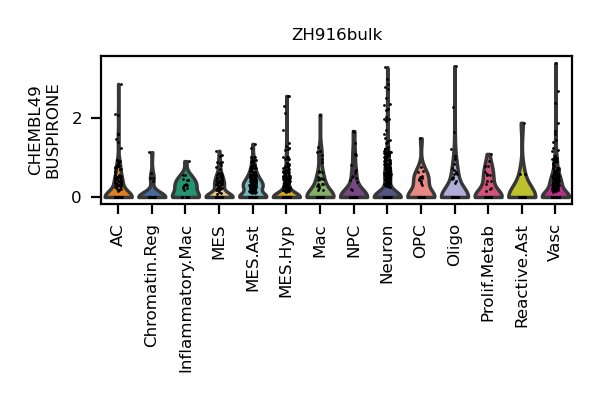 ZH916bulk
CHEMBL49
BUSPIRONE
2
0
AC
Chromatin.Reg
Inflammatory.Mac
MES
MES.Ast
MES.Hyp
Mac
NPC
Neuron
OPC
Oligo
Prolif.Metab
Reactive.Ast
Vasc